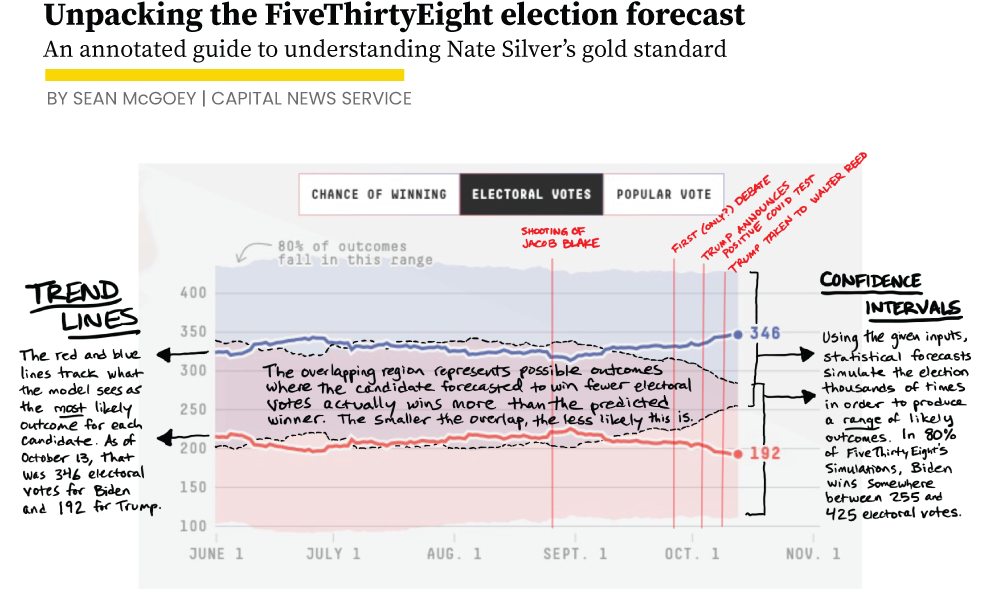 Unpacking the FiveThirtyEight election forecast
An annotated guide to understanding Nate Silver's gold standard
BY SEAN McGOEY | CAPITAL NEWS SERVICE
CHANCE OF WINNING
ELECTORAL VOTES
POPULAR VOTE
80% of outcomes
fall in this range
SHOOTING OF
JACOB BLAKE
FIRST (ONLY?) DEBATE
TRUMP ANNOUNCES
POSITIVE COVID TEST
TRUMP TAKEN TO WALTER REED
TREND
LINES
The red and blue
lines track what
the model sees as
the most likely
outcome for each
candidate. As of
October 13, that
was 346 electoral
votes for Biden
and 192 for Trump.
400
350
300
250
200
150
100
The overlapping region represents possible outcomes
where the candidate forecasted to win fewer electoral
votes actually wins more than the predicted
winner. The smaller the overlap, the less likely this is.
346
192
JUNE 1
JULY 1
AUG. 1
SEPT. 1
OCT. 1
NOV. 1
CONFIDENCE
INTERVALS
Using the given inputs,
statistical forecasts
simulate the election
thousands of times
in order to produce
a range of likely
outcomes. In 80%
of FiveThirtyEight's
Simulations, Biden
wins somewhere
between 255 and
425 electoral votes.